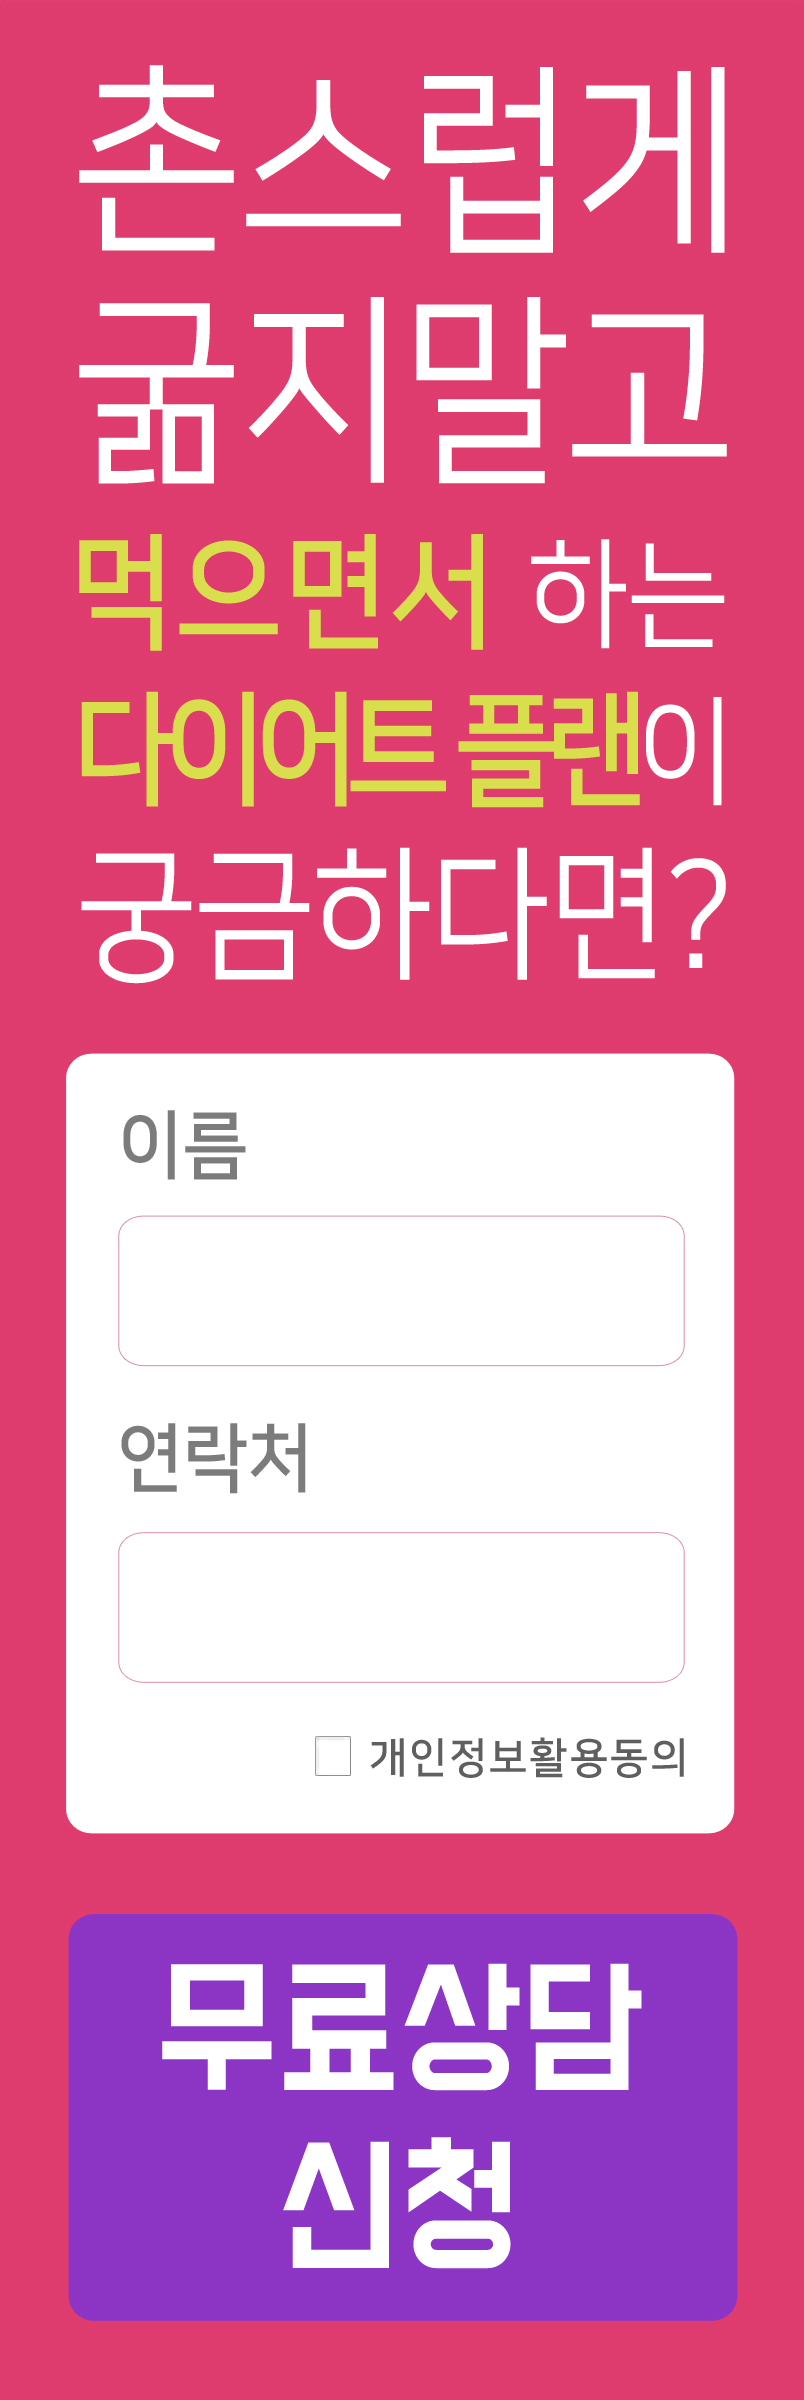 촌스럽게
굶지말고
먹으면서 하는
다이어트 플랜이
궁금하다면?
이름
연락처
개인정보활용동의
무료상담
신청